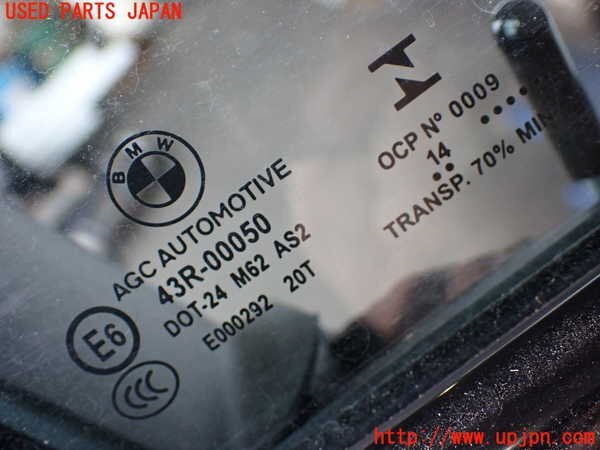 USED PARTS JAPAN
BMW
AGC AUTOMOTIVE
43R-00050
DOT-24 M62 AS2
E000292 20T
E6
CCC
OCP Nº 0009
14
TRANSP. 70% MIN
http://www.upjpn.com/